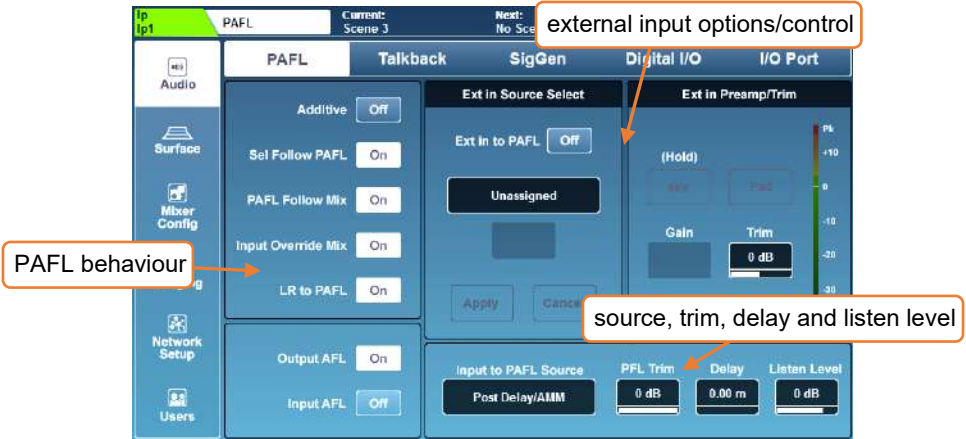 Ip
Ip1
PAFL
Current:
Scene 3
Next:
No Sce
external input options/control
Audio
Surface
Mixer
Config
Network
Setup
Users
PAFL
Talkback
SigGen
Digital I/O
I/O Port
Additive
Off
Sel Follow PAFL
On
PAFL Follow Mix
On
Input Override Mix
On
LR to PAFL
On
PAFL behaviour
Output AFL
On
Input AFL
Off
Ext in Source Select
Ext in to PAFL
Off
Unassigned
Apply
Cance
Ext in Preamp/Trim
(Hold)
48V
Pad
Gain
Trim
0 dB
Pk
+10
0
-10
-20
-30
source, trim, delay and listen level
Input to PAFL Source
Post Delay/AMM
PFL Trim
0 dB
Delay
0.00 m
Listen Level
0 dB